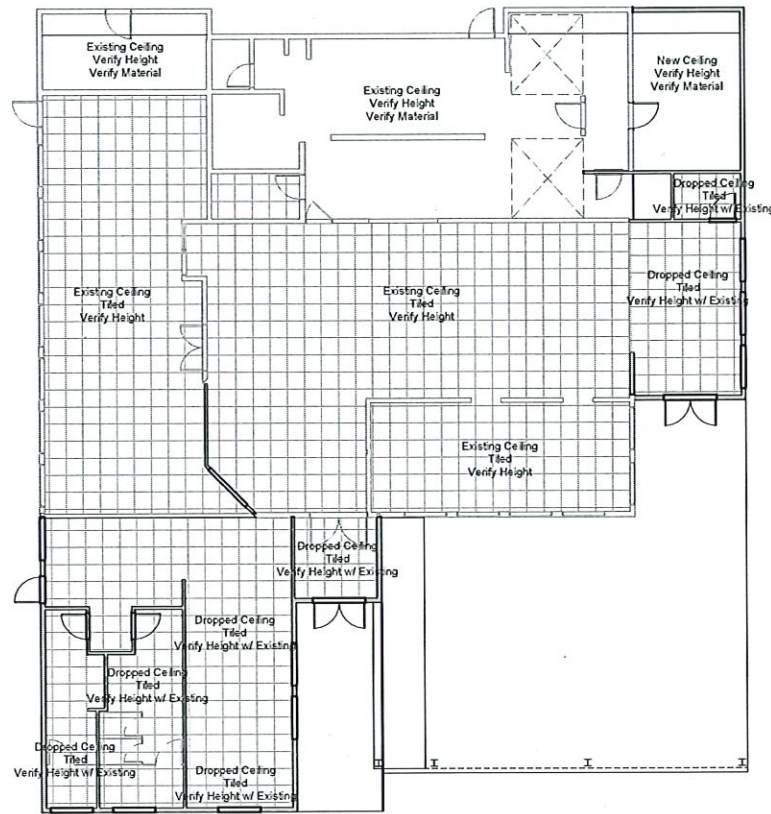 Existing Ceiling
Verify Height
Verify Material
Existing Ceiling
Verify Height
Verify Material
New Ceiling
Verify Height
Verify Material
Dropped Ceiling
Tiled
Verify Height w/ Existing
Dropped Ceiling
Tiled
Verify Height w/ Existing
Existing Ceiling
Tiled
Verify Height
Existing Ceiling
Tiled
Verify Height
Existing Ceiling
Tiled
Verify Height
Dropped Ceiling
Tiled
Verify Height w/ Existing
Dropped Ceiling
Tiled
Verify Height w/ Existing
Dropped Ceiling
Tiled
Verify Height w/ Existing
Dropped Ceiling
Tiled
Verify Height w/ Existing
Dropped Ceiling
Tiled
Verify Height w/ Existing